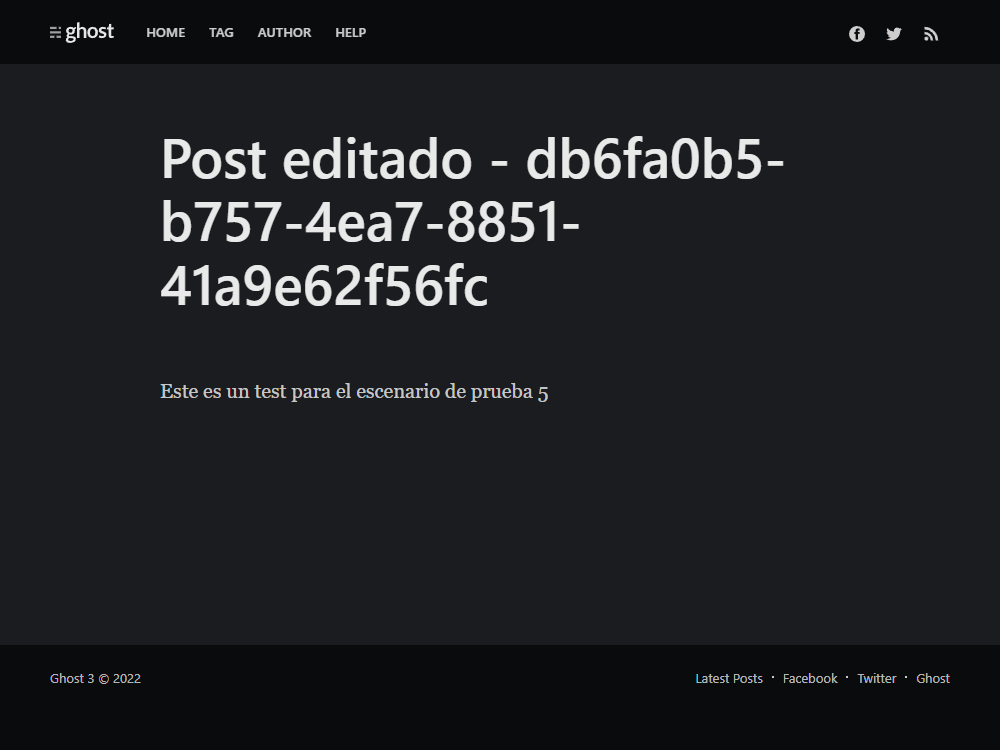 ghost HOME TAG AUTHOR HELP
Post editado - db6fa0b5-
b757-4ea7-8851-
41a9e62f56fc
Este es un test para el escenario de prueba 5
Ghost 3 © 2022 Latest Posts · Facebook · Twitter · Ghost